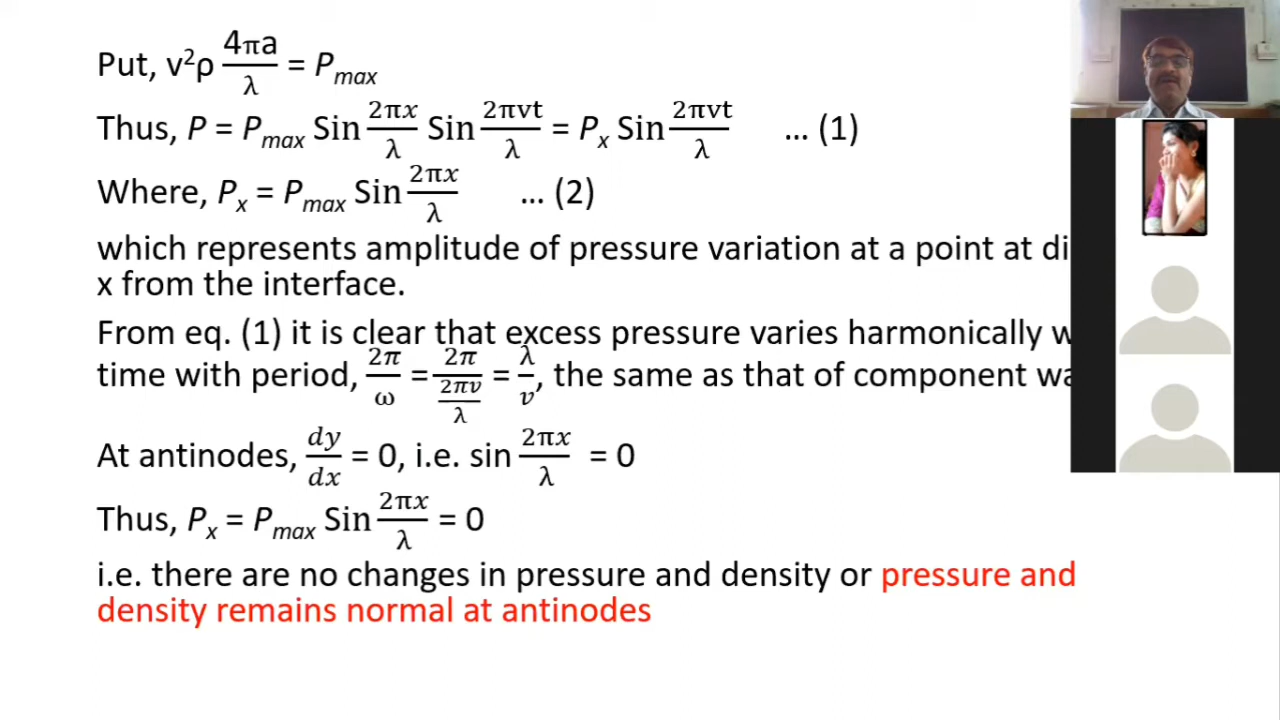 Put, v²ρ 4πa/λ = Pmax
Thus, P = Pmax Sin 2πx/λ Sin 2πvt/λ = Px Sin 2πvt/λ ... (1)
Where, Px = Pmax Sin 2πx/λ ... (2)
which represents amplitude of pressure variation at a point at di
x from the interface.
From eq. (1) it is clear that excess pressure varies harmonically w
time with period, 2π/ω = 2π/(2πv/λ) = λ/v, the same as that of component wa
At antinodes, dy/dx = 0, i.e. sin 2πx/λ = 0
Thus, Px = Pmax Sin 2πx/λ = 0
i.e. there are no changes in pressure and density or pressure and
density remains normal at antinodes